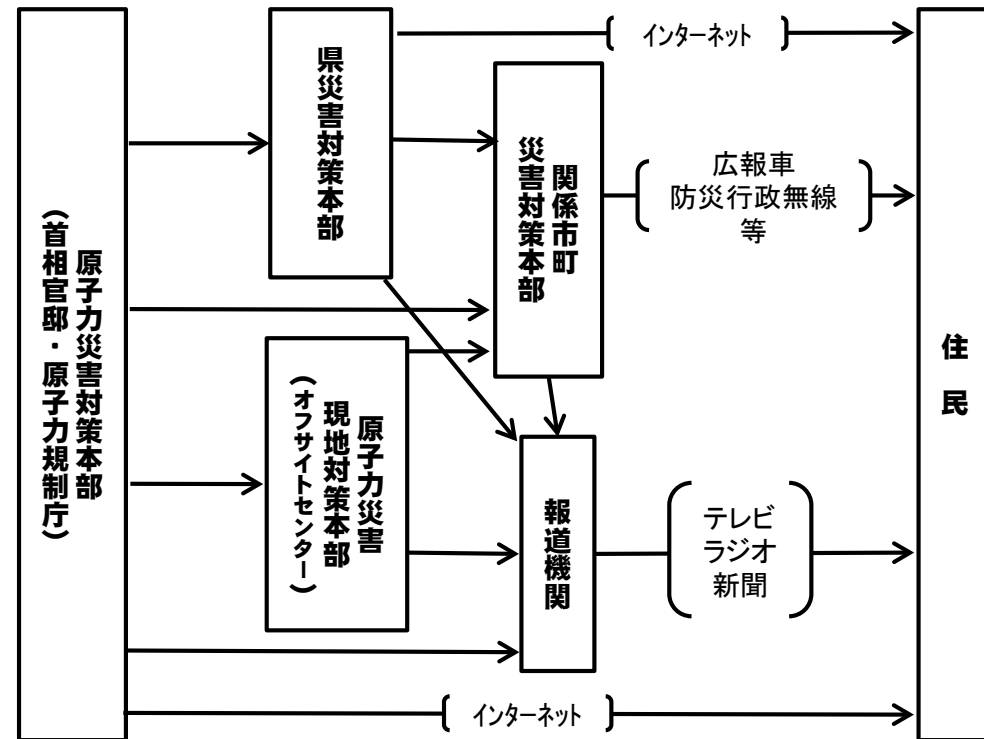 原子力災害対策本部
（首相官邸・原子力規制庁）
県災害対策本部
関係市町
災害対策本部
原子力災害
現地対策本部
（オフサイトセンター）
報道機関
インターネット
広報車
防災行政無線
等
テレビ
ラジオ
新聞
インターネット
住民